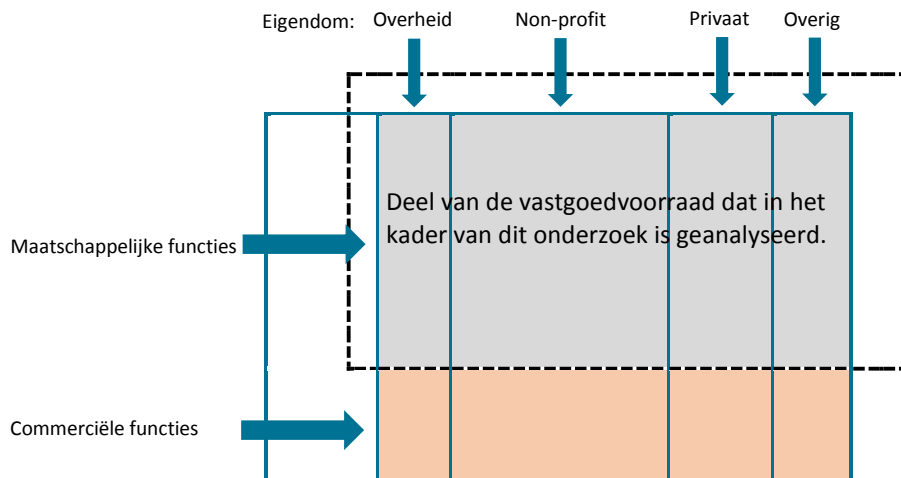 Eigendom: Overheid Non-profit Privaat Overig
Deel van de vastgoedvoorraad dat in het
kader van dit onderzoek is geanalyseerd.
Maatschappelijke functies
Commerciële functies